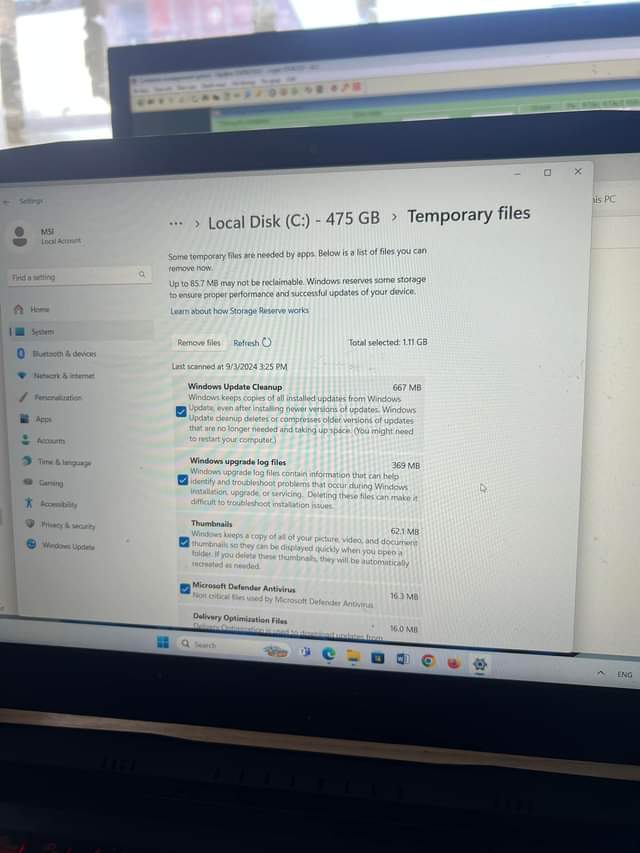 Settings
MSI
Local Account
Find a setting
Home
System
Bluetooth & devices
Network & internet
Personalization
Apps
Accounts
Time & language
Gaming
Accessibility
Privacy & security
Windows Update
... > Local Disk (C:) - 475 GB > Temporary files
Some temporary files are needed by apps. Below is a list of files you can
remove now.
Up to 85.7 MB may not be reclaimable. Windows reserves some storage
to ensure proper performance and successful updates of your device.
Learn about how Storage Reserve works
Remove files Refresh Total selected: 1.11 GB
Last scanned at 9/3/2024 3:25 PM
Windows Update Cleanup 667 MB
Windows keeps copies of all installed updates from Windows
Update, even after installing newer versions of updates. Windows
Update cleanup deletes or compresses older versions of updates
that are no longer needed and taking up space. (You might need
to restart your computer.)
Windows upgrade log files 369 MB
Windows upgrade log files contain information that can help
identify and troubleshoot problems that occur during Windows
installation, upgrade, or servicing. Deleting these files can make it
difficult to troubleshoot installation issues.
Thumbnails 62.1 MB
Windows keeps a copy of all of your picture, video, and document
thumbnails so they can be displayed quickly when you open a
folder. If you delete these thumbnails, they will be automatically
recreated as needed.
Microsoft Defender Antivirus 16.3 MB
Non critical files used by Microsoft Defender Antivirus
Delivery Optimization Files 16.0 MB
Delivery Optimization is used to download updates from
his PC
Search
ENG